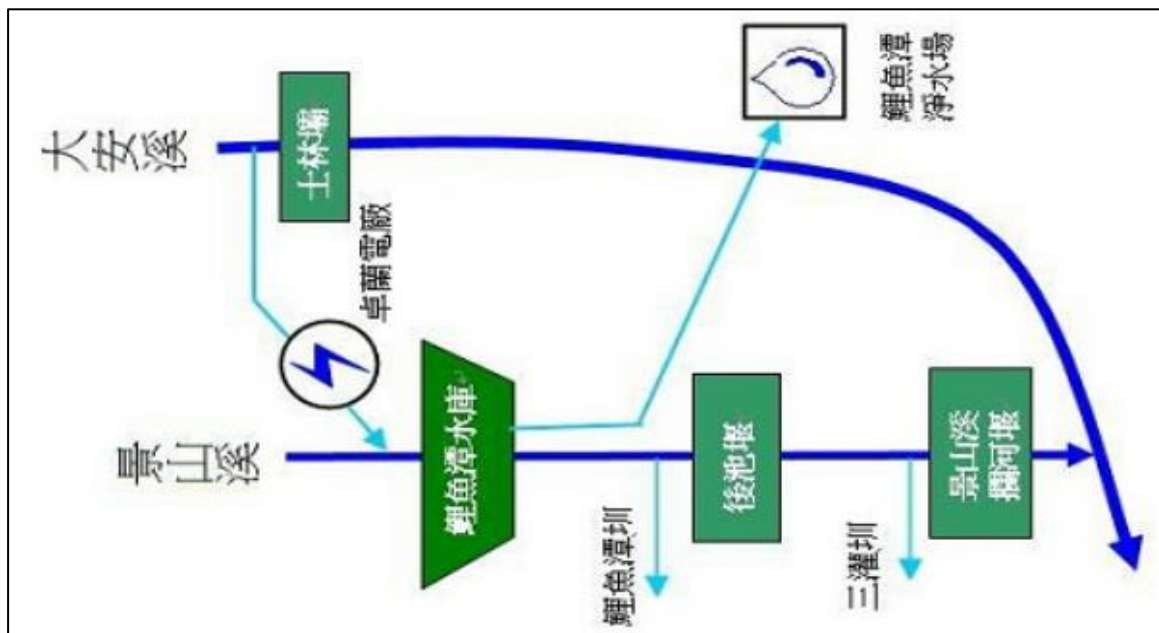 大安溪
士林壩
卓蘭電廠
鯉魚潭
淨水場
景山溪
鯉魚潭水庫
鯉魚潭圳
後池堰
三灌圳
景山溪
攔河堰